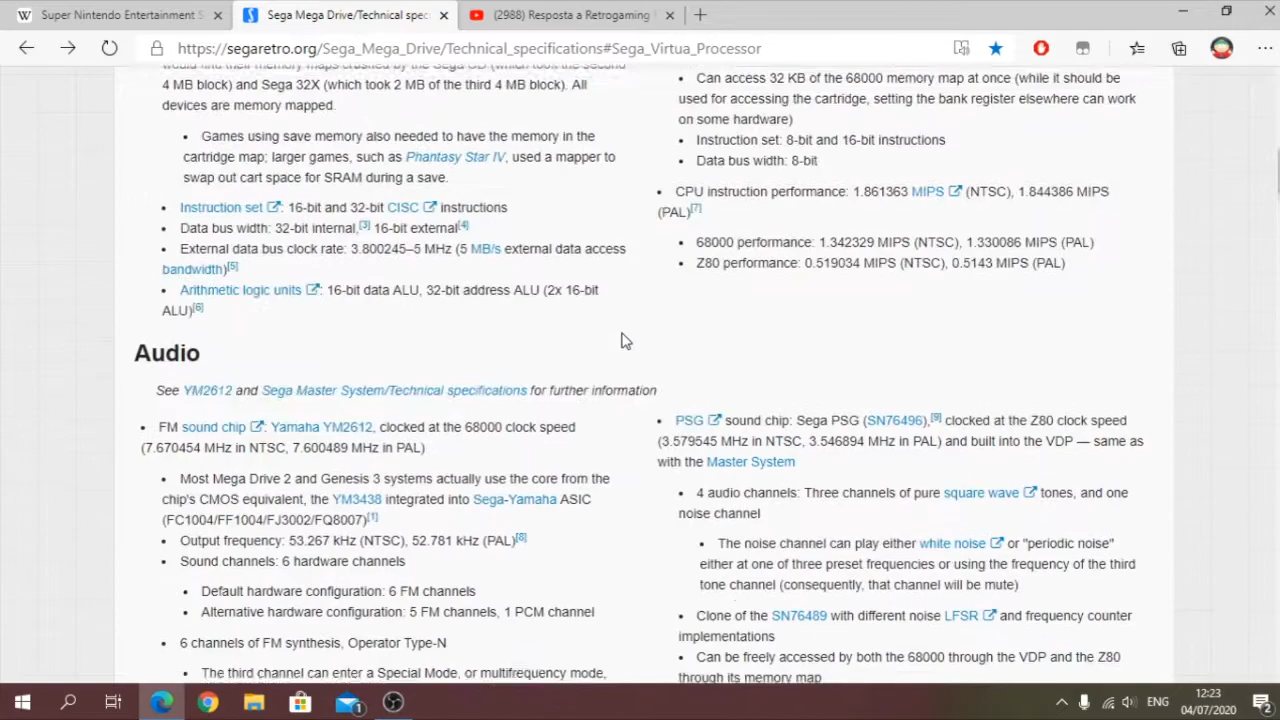 Super Nintendo Entertainment S
Sega Mega Drive/Technical spec
(2988) Resposta a Retrogaming
https://segaretro.org/Sega_Mega_Drive/Technical_specifications#Sega_Virtua_Processor
would find their memory maps crushed by the Sega CD (which took the second
4 MB block) and Sega 32X (which took 2 MB of the third 4 MB block). All
devices are memory mapped.
• Games using save memory also needed to have the memory in the
cartridge map; larger games, such as Phantasy Star IV, used a mapper to
swap out cart space for SRAM during a save.
• Instruction set: 16-bit and 32-bit CISC instructions
• Data bus width: 32-bit internal,[3] 16-bit external[4]
• External data bus clock rate: 3.800245–5 MHz (5 MB/s external data access
bandwidth)[5]
• Arithmetic logic units: 16-bit data ALU, 32-bit address ALU (2x 16-bit
ALU)[6]
• Can access 32 KB of the 68000 memory map at once (while it should be
used for accessing the cartridge, setting the bank register elsewhere can work
on some hardware)
• Instruction set: 8-bit and 16-bit instructions
• Data bus width: 8-bit
• CPU instruction performance: 1.861363 MIPS (NTSC), 1.844386 MIPS
(PAL)[7]
• 68000 performance: 1.342329 MIPS (NTSC), 1.330086 MIPS (PAL)
• Z80 performance: 0.519034 MIPS (NTSC), 0.5143 MIPS (PAL)
Audio
See YM2612 and Sega Master System/Technical specifications for further information
• FM sound chip: Yamaha YM2612, clocked at the 68000 clock speed
(7.670454 MHz in NTSC, 7.600489 MHz in PAL)
• Most Mega Drive 2 and Genesis 3 systems actually use the core from the
chip's CMOS equivalent, the YM3438 integrated into Sega-Yamaha ASIC
(FC1004/FF1004/FJ3002/FQ8007)[1]
• Output frequency: 53.267 kHz (NTSC), 52.781 kHz (PAL)[8]
• Sound channels: 6 hardware channels
• Default hardware configuration: 6 FM channels
• Alternative hardware configuration: 5 FM channels, 1 PCM channel
• 6 channels of FM synthesis, Operator Type-N
• The third channel can enter a Special Mode, or multifrequency mode,
• PSG sound chip: Sega PSG (SN76496),[9] clocked at the Z80 clock speed
(3.579545 MHz in NTSC, 3.546894 MHz in PAL) and built into the VDP — same as
with the Master System
• 4 audio channels: Three channels of pure square wave tones, and one
noise channel
• The noise channel can play either white noise or "periodic noise"
either at one of three preset frequencies or using the frequency of the third
tone channel (consequently, that channel will be mute)
• Clone of the SN76489 with different noise LFSR and frequency counter
implementations
• Can be freely accessed by both the 68000 through the VDP and the Z80
through its memory map
1
ENG
12:23
04/07/2020
2